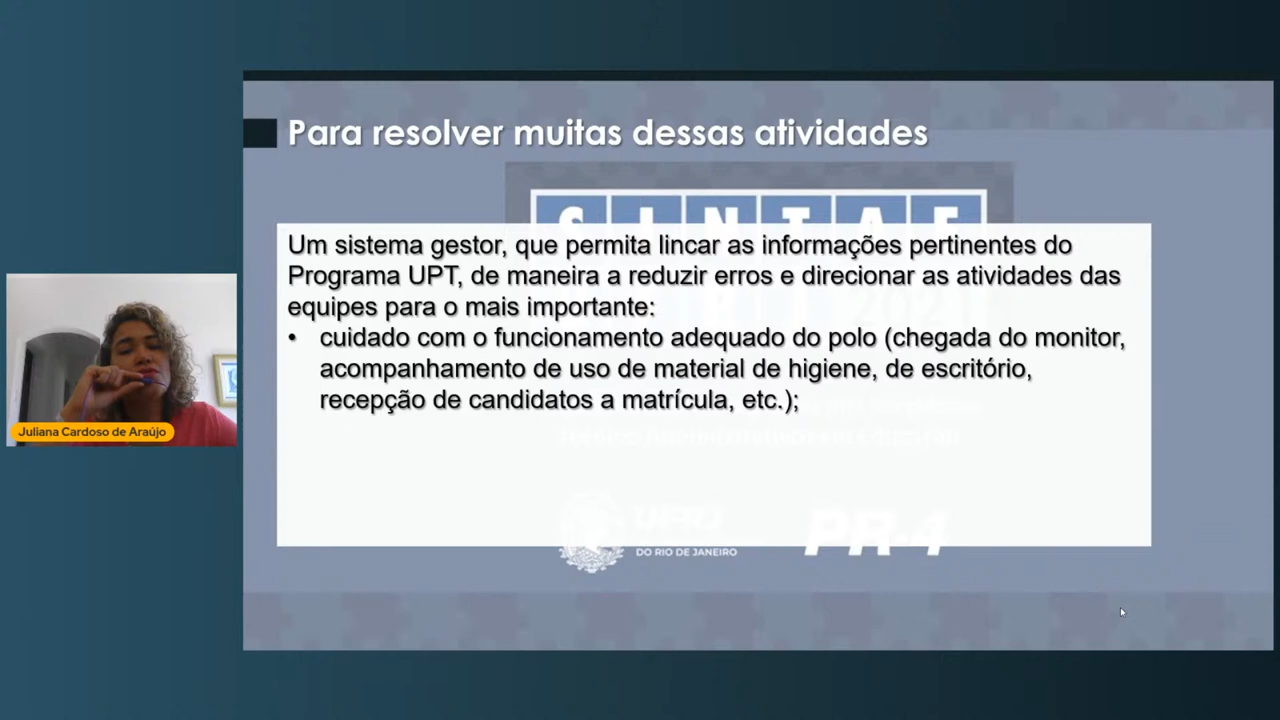 Para resolver muitas dessas atividades
SINTAE
Um sistema gestor, que permita lincar as informações pertinentes do
Programa UPT, de maneira a reduzir erros e direcionar as atividades das
equipes para o mais importante:
• cuidado com o funcionamento adequado do polo (chegada do monitor,
acompanhamento de uso de material de higiene, de escritório,
recepção de candidatos a matrícula, etc.);
Juliana Cardoso de Araújo
UFRJ
DO RIO DE JANEIRO
PR-4